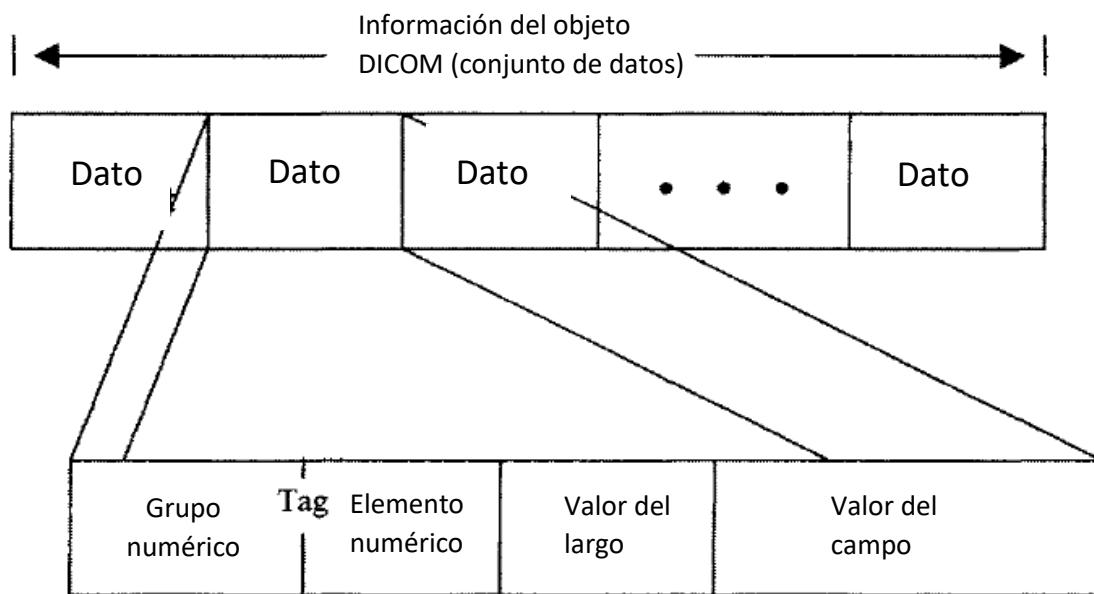 Información del objeto
DICOM (conjunto de datos)
Dato
Dato
Dato
Dato
Grupo
numérico
Tag
Elemento
numérico
Valor del
largo
Valor del
campo